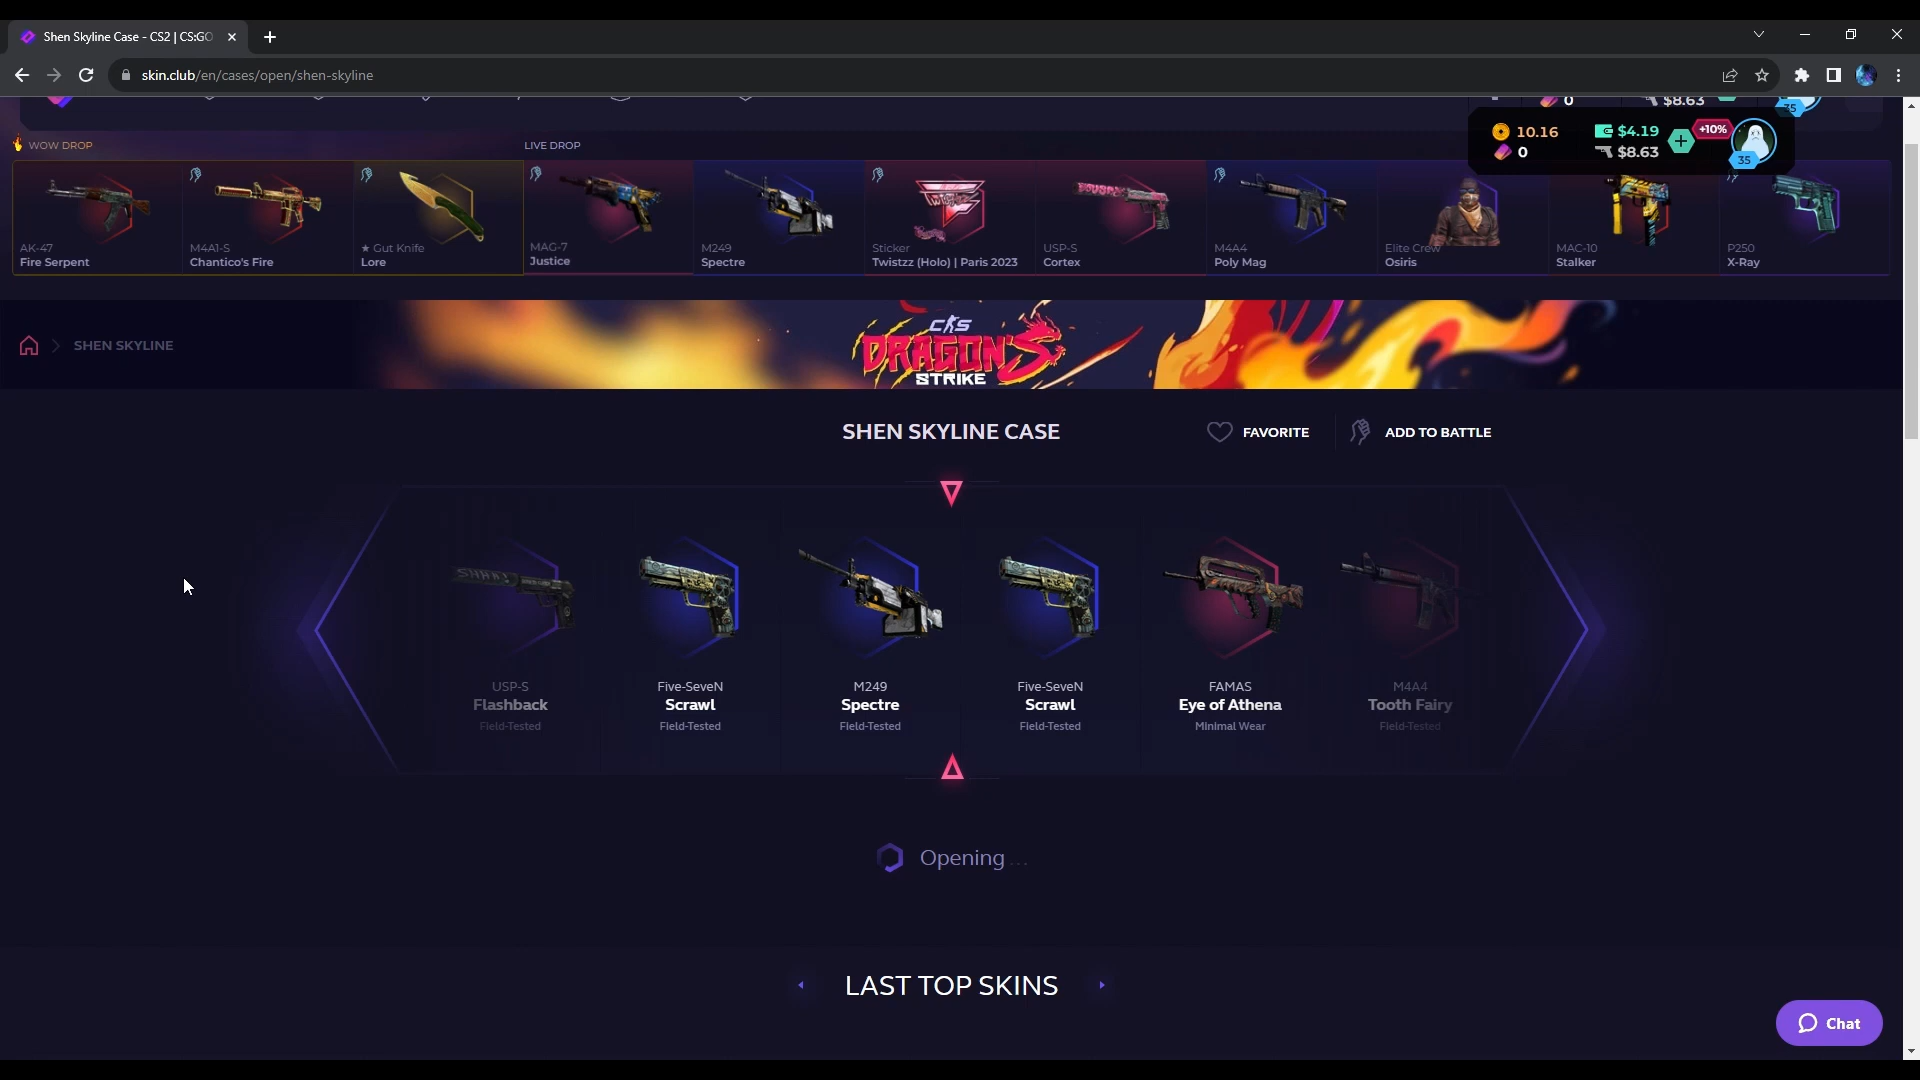 Shen Skyline Case - CS2 | CS:GO
skin.club/en/cases/open/shen-skyline
0
$8.63
35
10.16
$4.19
+10%
0
$8.63
35
WOW DROP
LIVE DROP
AK-47
Fire Serpent
M4A1-S
Chantico's Fire
★ Gut Knife
Lore
MAG-7
Justice
M249
Spectre
Sticker
Twistzz (Holo) | Paris 2023
USP-S
Cortex
M4A4
Poly Mag
Elite Crew
Osiris
MAC-10
Stalker
P250
X-Ray
SHEN SKYLINE
CS
DRAGON'S
STRIKE
SHEN SKYLINE CASE
FAVORITE
ADD TO BATTLE
USP-S
Flashback
Field-Tested
Five-SeveN
Scrawl
Field-Tested
M249
Spectre
Field-Tested
Five-SeveN
Scrawl
Field-Tested
FAMAS
Eye of Athena
Minimal Wear
M4A4
Tooth Fairy
Field-Tested
Opening ...
LAST TOP SKINS
Chat